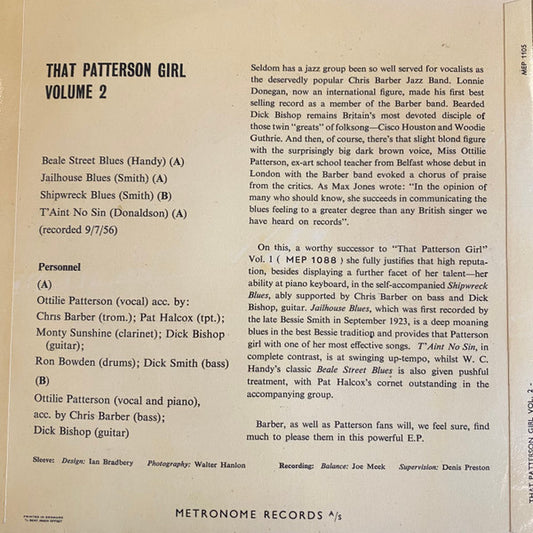 THAT PATTERSON GIRL
VOLUME 2
Beale Street Blues (Handy) (A)
Jailhouse Blues (Smith) (A)
Shipwreck Blues (Smith) (B)
T'Aint No Sin (Donaldson) (A)
(recorded 9/7/56)
Personnel
(A)
Ottilie Patterson (vocal) acc. by:
Chris Barber (trom.); Pat Halcox (tpt.);
Monty Sunshine (clarinet); Dick Bishop
(guitar);
Ron Bowden (drums); Dick Smith (bass)
(B)
Ottilie Patterson (vocal and piano),
acc. by Chris Barber (bass);
Dick Bishop (guitar)
Seldom has a jazz group been so well served for vocalists as
the deservedly popular Chris Barber Jazz Band. Lonnie
Donegan, now an international figure, made his first best
selling record as a member of the Barber band. Bearded
Dick Bishop remains Britain's most devoted disciple of
those twin "greats" of folksong—Cisco Houston and Woodie
Guthrie. And then, of course, there's that slight blond figure
with the surprisingly big dark brown voice, Miss Ottilie
Patterson, ex-art school teacher from Belfast whose debut in
London with the Barber band evoked a chorus of praise
from the critics. As Max Jones wrote: "In the opinion of
many who should know, she succeeds in communicating the
blues feeling to a greater degree than any British singer we
have heard on records".
On this, a worthy successor to "That Patterson Girl"
Vol. 1 ( MEP 1088 ) she fully justifies that high reputa-
tion, besides displaying a further facet of her talent—her
ability at piano keyboard, in the self-accompanied Shipwreck
Blues, ably supported by Chris Barber on bass and Dick
Bishop, guitar. Jailhouse Blues, which was first recorded by
the late Bessie Smith in September 1923, is a deep moaning
blues in the best Bessie tradition and provides that Patterson
girl with one of her most effective songs. T'Aint No Sin, in
complete contrast, is at swinging up-tempo, whilst W. C.
Handy's classic Beale Street Blues is also given pushful
treatment, with Pat Halcox's cornet outstanding in the
accompanying group.
Barber, as well as Patterson fans will, we feel sure, find
much to please them in this powerful E.P.
Sleeve: Design: Ian Bradbery Photography: Walter Hanlon Recording: Balance: Joe Meek Supervision: Denis Preston
PRINTED IN DENMARK
METRONOME RECORDS A/S
MEP 1105
THAT PATTERSON GIRL VOL. 2 -